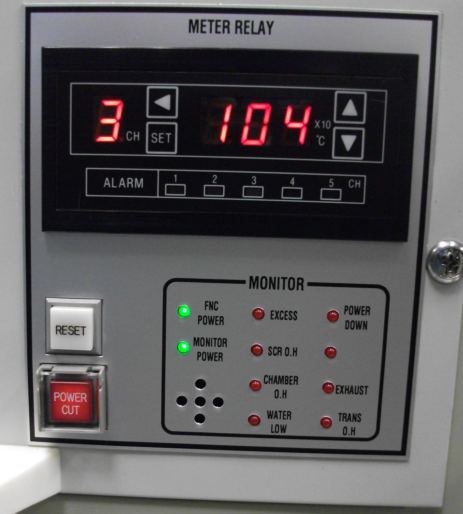 METER RELAY
3 CH SET 104 X10 °C
ALARM 1 2 3 4 5 CH
MONITOR
FNC
POWER
EXCESS
POWER
DOWN
MONITOR
POWER
SCR O.H
CHAMBER
O.H
EXHAUST
WATER
LOW
TRANS
O.H
RESET
POWER
CUT